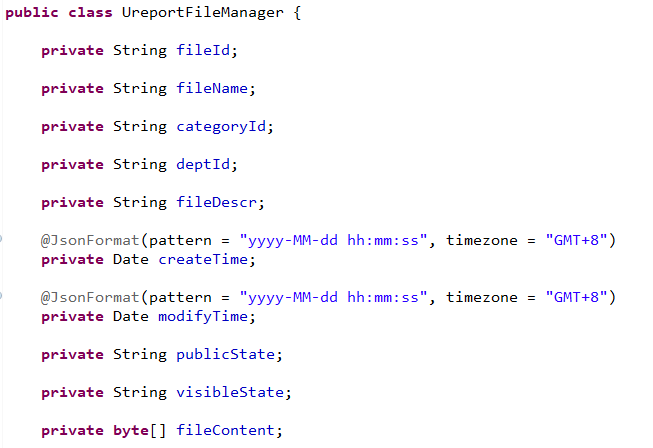 public class UreportFileManager {
private String fileId;
private String fileName;
private String categoryId;
private String deptId;
private String fileDescr;
@JsonFormat(pattern = "yyyy-MM-dd hh:mm:ss", timezone = "GMT+8")
private Date createTime;
@JsonFormat(pattern = "yyyy-MM-dd hh:mm:ss", timezone = "GMT+8")
private Date modifyTime;
private String publicState;
private String visibleState;
private byte[] fileContent;